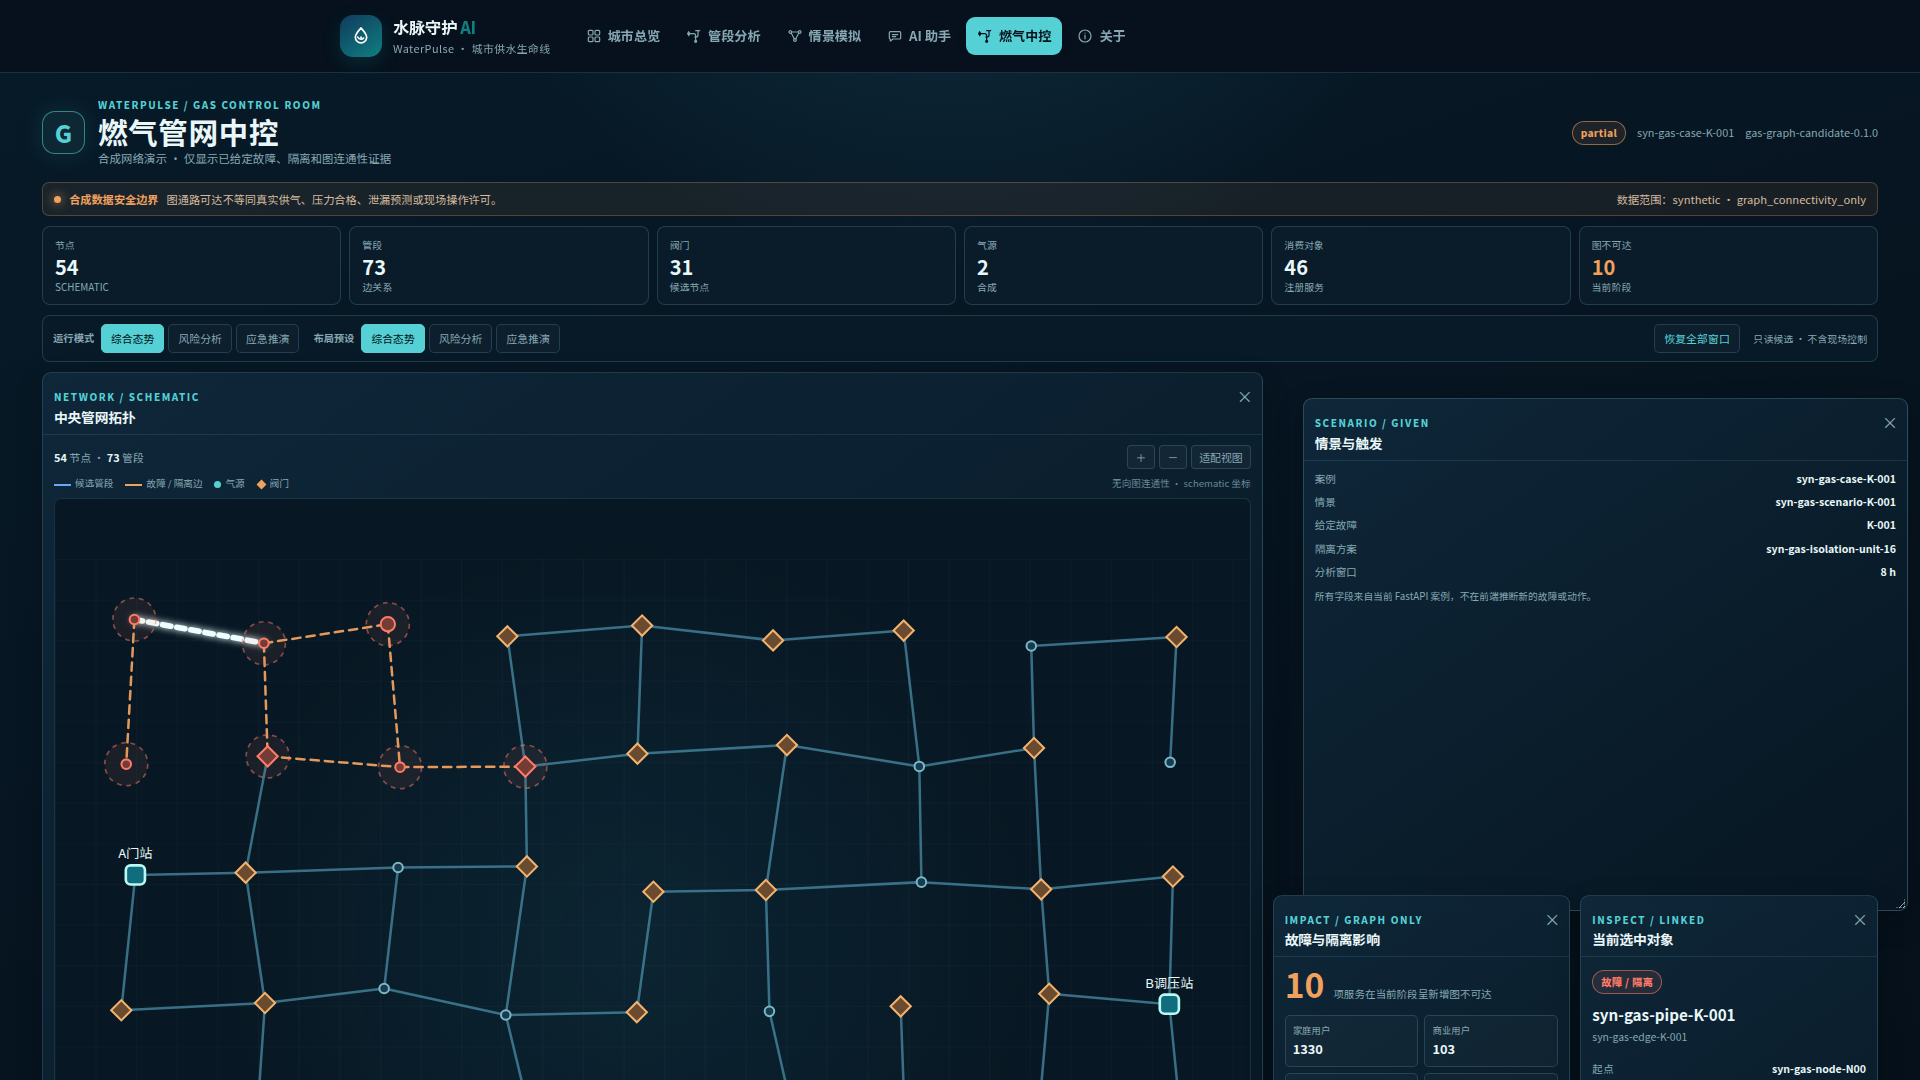 水脉守护 AI
WaterPulse · 城市供水生命线
城市总览
管段分析
情景模拟
AI 助手
燃气中控
关于
G
WATERPULSE / GAS CONTROL ROOM
燃气管网中控
合成网络演示 · 仅显示已给定故障、隔离和图连通性证据
partial
syn-gas-case-K-001
gas-graph-candidate-0.1.0
合成数据安全边界 图通路可达不等同真实供气、压力合格、泄漏预测或现场操作许可。
数据范围：synthetic · graph_connectivity_only
节点
54
SCHEMATIC
管段
73
边关系
阀门
31
候选节点
气源
2
合成
消费对象
46
注册服务
图不可达
10
当前阶段
运行模式 综合态势 风险分析 应急推演 布局预设 综合态势 风险分析 应急推演
恢复全部窗口 只读候选 · 不含现场控制
NETWORK / SCHEMATIC
中央管网拓扑
54 节点 · 73 管段
+ − 适配视图
候选管段 故障 / 隔离边 气源 阀门
无向图连通性 · schematic 坐标
A门站
B调压站
SCENARIO / GIVEN
情景与触发
案例 syn-gas-case-K-001
情景 syn-gas-scenario-K-001
给定故障 K-001
隔离方案 syn-gas-isolation-unit-16
分析窗口 8 h
所有字段来自当前 FastAPI 案例，不在前端推断新的故障或动作。
IMPACT / GRAPH ONLY
故障与隔离影响
10 项服务在当前阶段呈新增图不可达
家庭用户
1330
商业用户
103
INSPECT / LINKED
当前选中对象
故障 / 隔离
syn-gas-pipe-K-001
syn-gas-edge-K-001
起点 syn-gas-node-N00